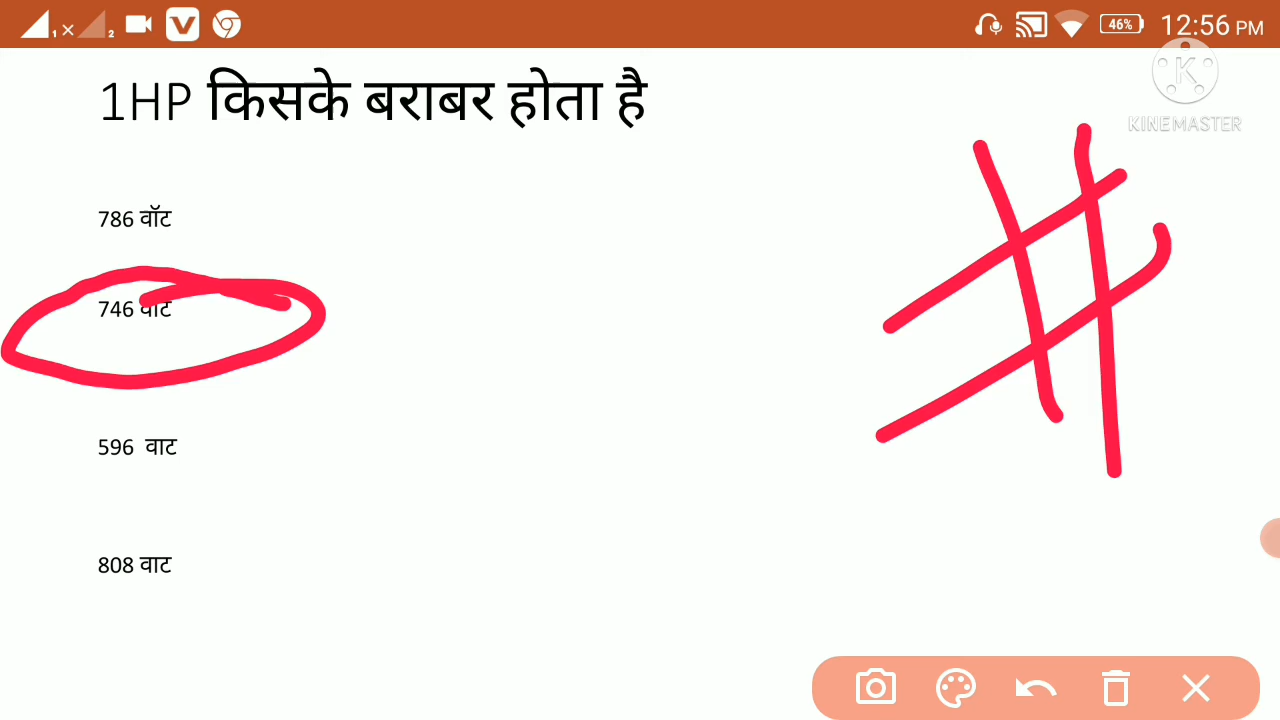 46% 12:56 PM
1HP किसके बराबर होता है
KINEMASTER
786 वॉट
746 वाट
596 वाट
808 वाट